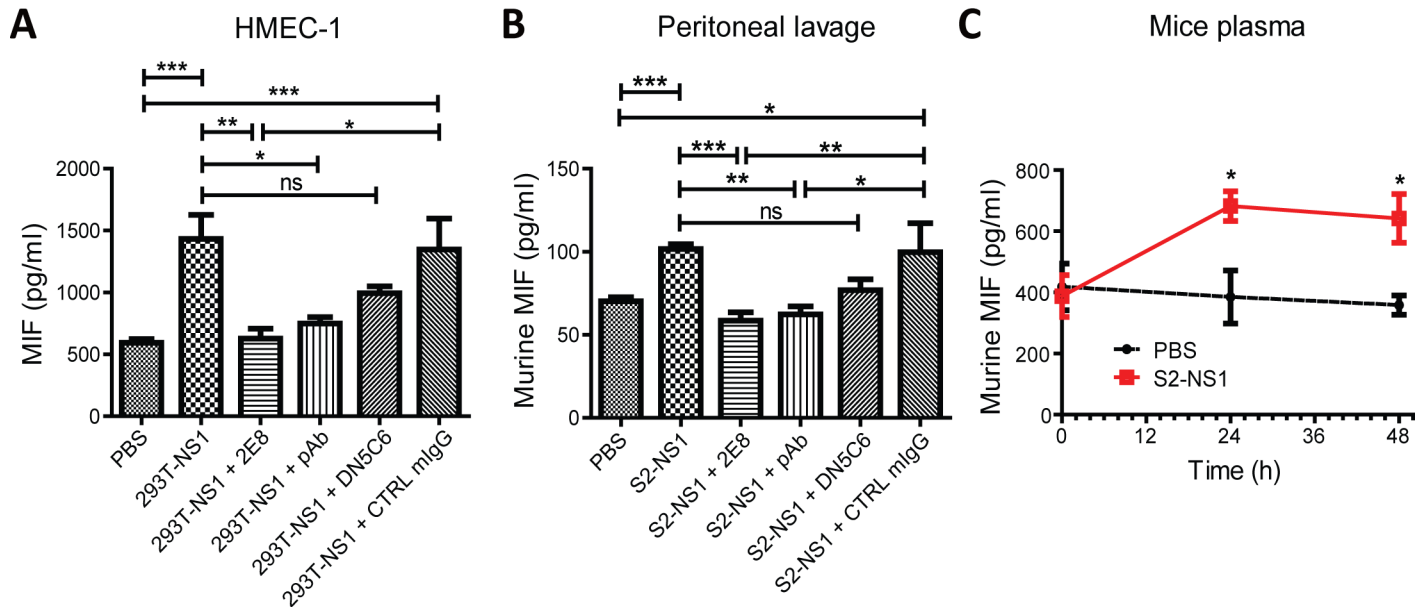 A
HMEC-1
***
***
**
*
*
ns
MIF (pg/ml)
2000
1500
1000
500
0
PBS
293T-NS1
293T-NS1 + 2E8
293T-NS1 + pAb
293T-NS1 + DN5C6
293T-NS1 + CTRL mIgG
B
Peritoneal lavage
***
*
***
**
**
*
ns
Murine MIF (pg/ml)
150
100
50
0
PBS
S2-NS1
S2-NS1 + 2E8
S2-NS1 + pAb
S2-NS1 + DN5C6
S2-NS1 + CTRL mIgG
C
Mice plasma
*
*
Murine MIF (pg/ml)
800
600
400
200
0
PBS
S2-NS1
0 12 24 36 48
Time (h)